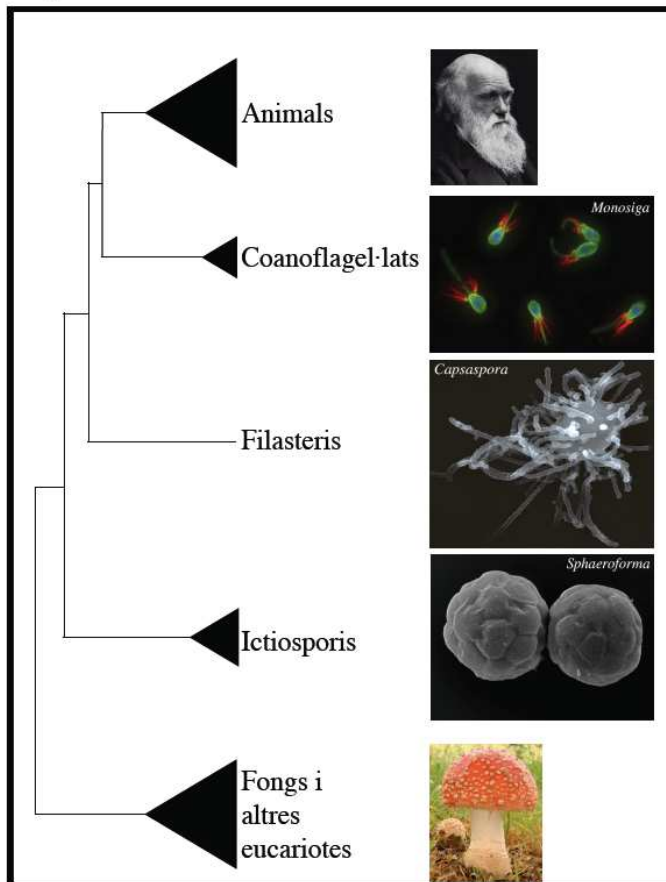 Animals
Monosiga
Coanoflagel·lats
Capsaspora
Filasteris
Sphaeroforma
Ictiosporis
Fongs i
altres
eucariotes